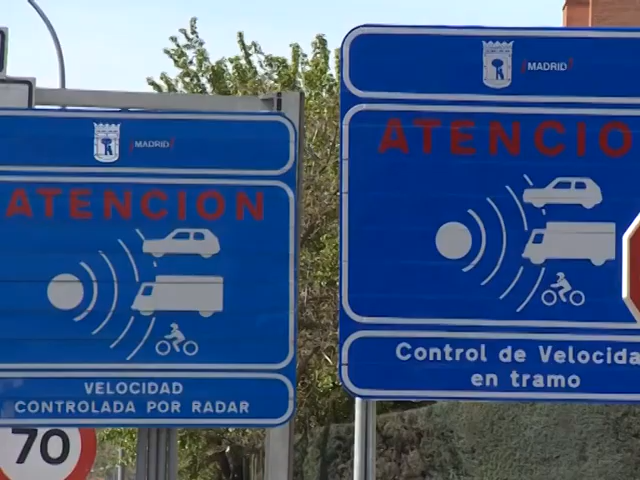 MADRID
ATENCION
VELOCIDAD
CONTROLADA POR RADAR
70
MADRID
ATENCIO
Control de Velocida
en tramo